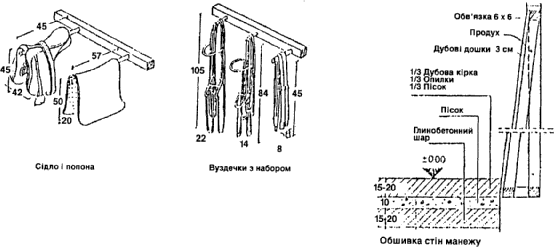 45
57
45
42
50
20
Сідло і попона
105
84
45
22
14
8
Вуздечки з набором
Обв'язка 6 x 6
Продух
Дубові дошки 3 см
1/3 Дубова кірка
1/3 Опилки
1/3 Пісок
Пісок
Глинобетонний
шар
±000
15-20
10
15-20
Обшивка стін манежу